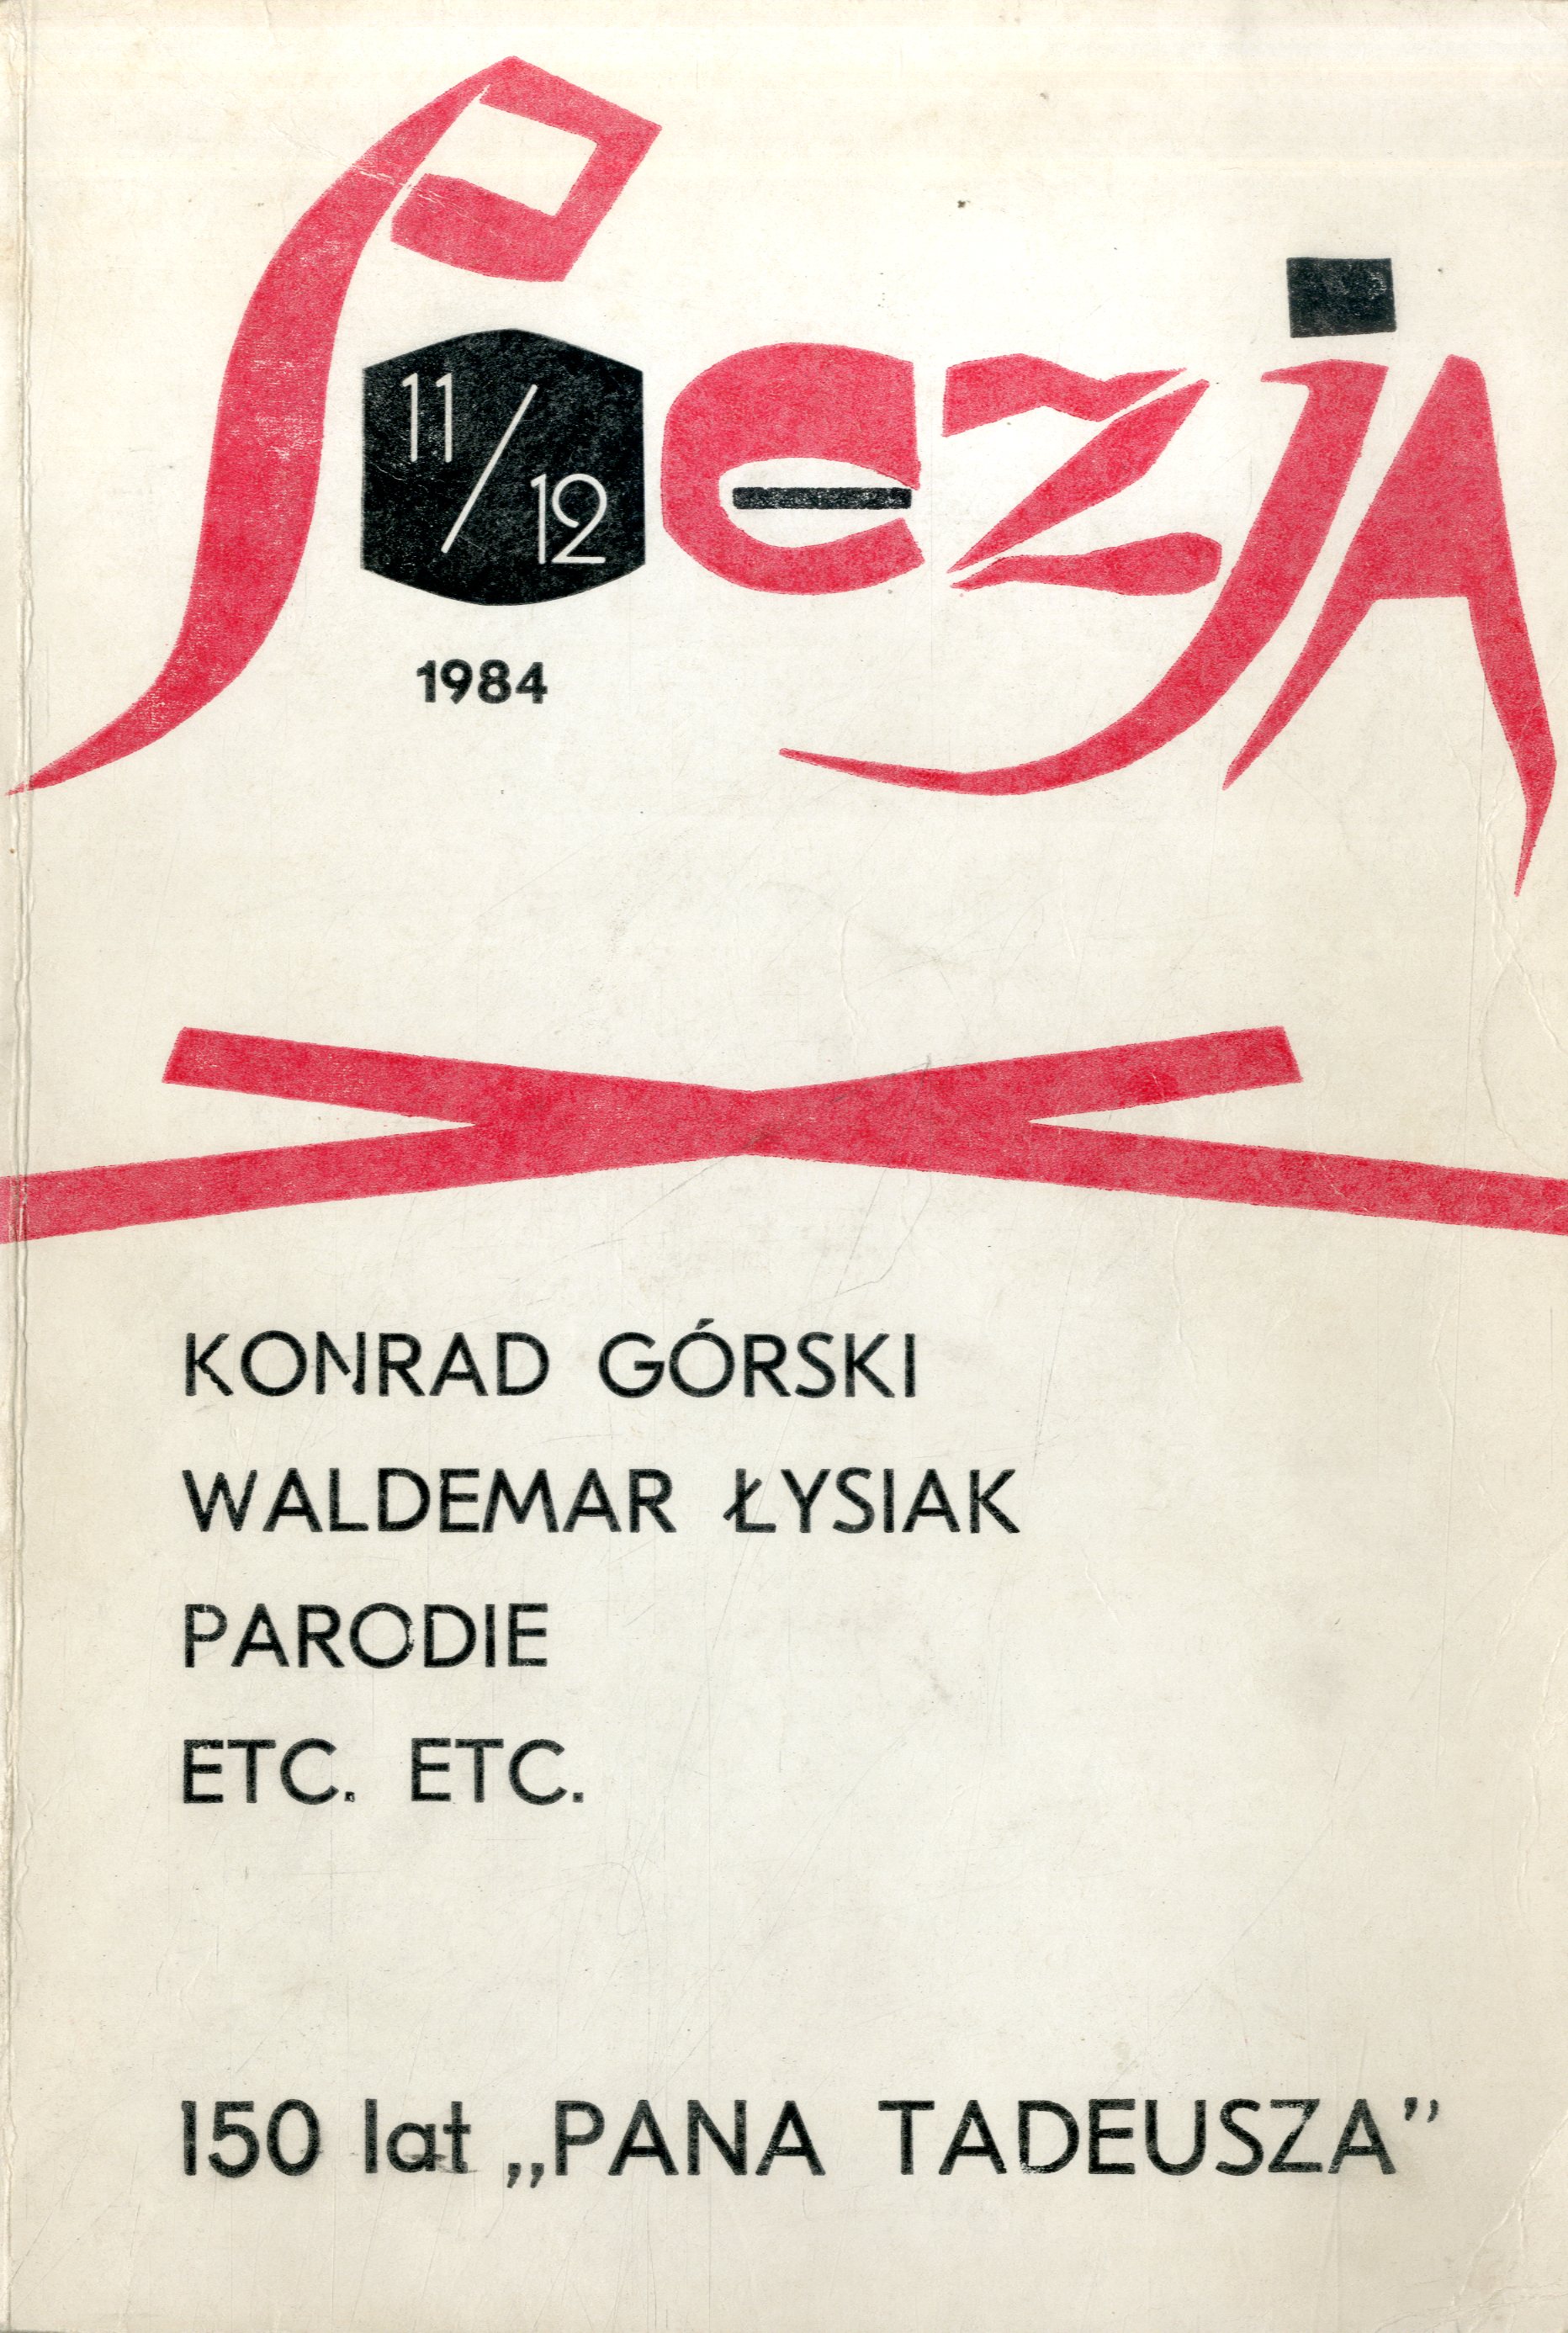 Poezja
11/12
1984
KONRAD GÓRSKI
WALDEMAR ŁYSIAK
PARODIE
ETC. ETC.
150 lat „PANA TADEUSZA”